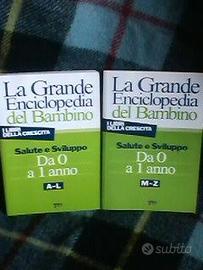 La Grande
Enciclopedia
del Bambino
I LIBRI
DELLA CRESCITA
Salute e Sviluppo
Da 0
a 1 anno
A-L
La Grande
Enciclopedia
del Bambino
I LIBRI
DELLA CRESCITA
Salute e Sviluppo
Da 0
a 1 anno
M-Z
subito